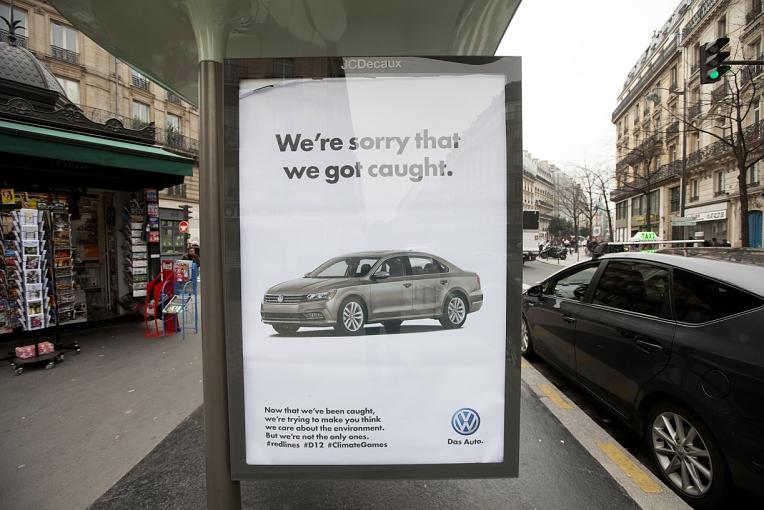 JCDecaux
We're sorry that
we got caught.
Now that we've been caught,
we're trying to make you think
we care about the environment.
But we're not the only ones.
#redlines #D12 #ClimateGames
Das Auto.
TAXI